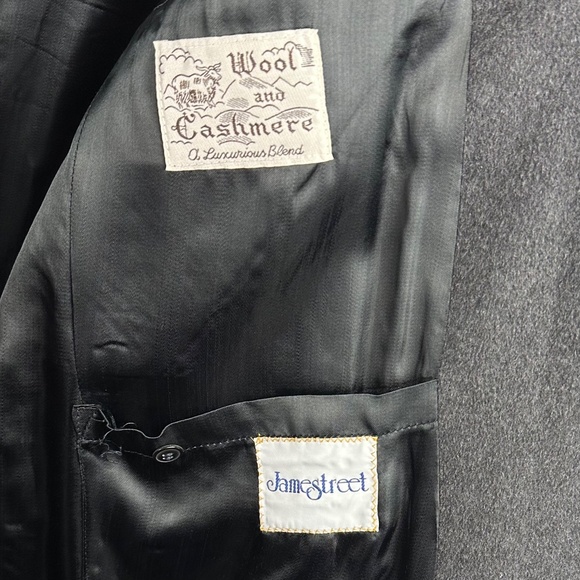 Wool
and
Cashmere
A Luxurious Blend
Jamestreet